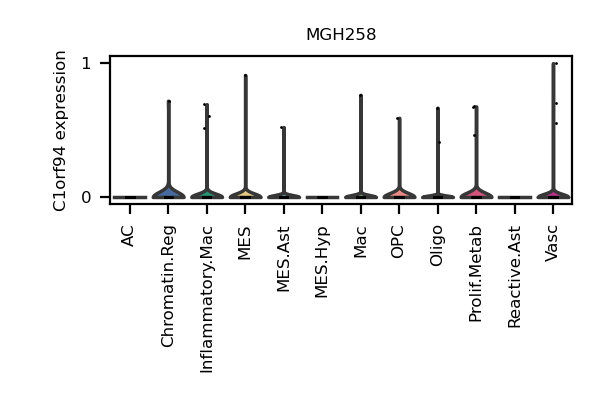 MGH258
C1orf94 expression
1
0
AC
Chromatin.Reg
Inflammatory.Mac
MES
MES.Ast
MES.Hyp
Mac
OPC
Oligo
Prolif.Metab
Reactive.Ast
Vasc